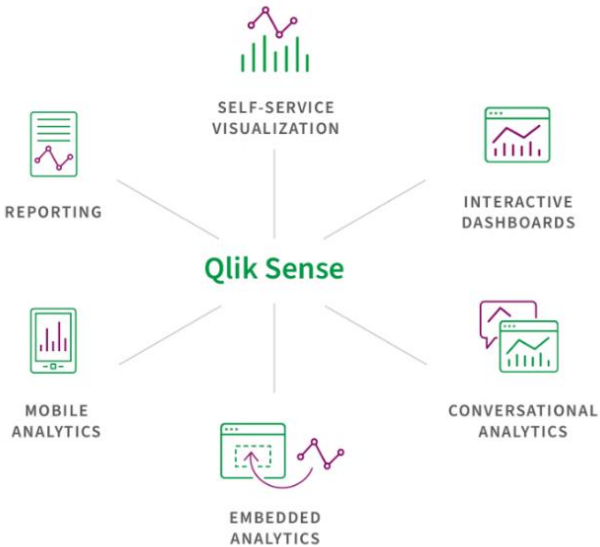 SELF-SERVICE
VISUALIZATION
REPORTING
INTERACTIVE
DASHBOARDS
Qlik Sense
MOBILE
ANALYTICS
CONVERSATIONAL
ANALYTICS
EMBEDDED
ANALYTICS